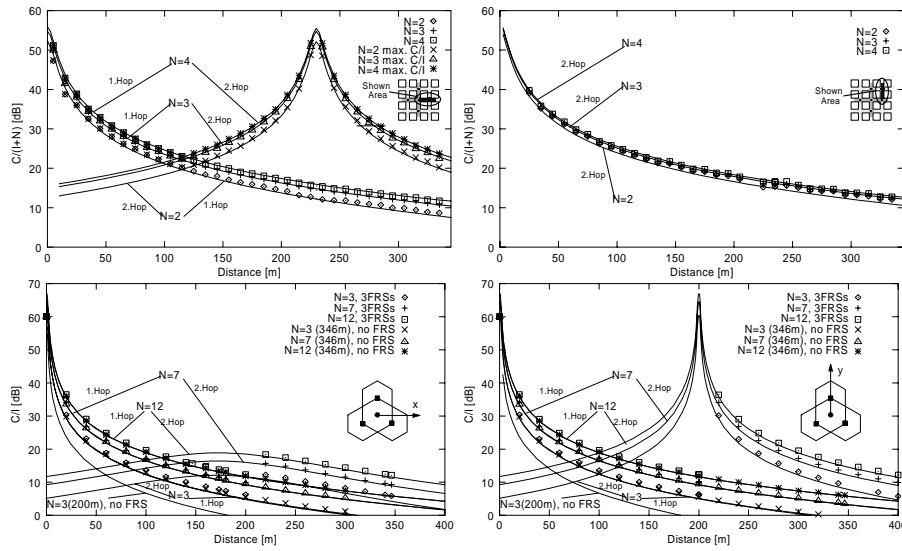 60
50
40
30
20
10
0
C/(I+N) [dB]
0 50 100 150 200 250 300
Distance [m]
N=2
N=3
N=4
N=2 max. C/I
N=3 max. C/I
N=4 max. C/I
Shown
Area
1.Hop
N=4
2.Hop
1.Hop
N=3
2.Hop
2.Hop
N=2
1.Hop
60
50
40
30
20
10
0
C/(I+N) [dB]
0 50 100 150 200 250 300 350
Distance [m]
N=2
N=3
N=4
Shown
Area
N=4
2.Hop
N=3
2.Hop
2.Hop
N=2
70
60
50
40
30
20
10
0
C/I [dB]
0 50 100 150 200 250 300 350 400
Distance [m]
N=3, 3FRSs
N=7, 3FRSs
N=12, 3FRSs
N=3 (346m), no FRS
N=7 (346m), no FRS
N=12 (346m), no FRS
x
N=7
1.Hop
2.Hop
N=12
1.Hop
2.Hop
2.Hop
N=3
1.Hop
N=3(200m), no FRS
70
60
50
40
30
20
10
0
C/I [dB]
0 50 100 150 200 250 300 350 400
Distance [m]
N=3, 3FRSs
N=7, 3FRSs
N=12, 3FRSs
N=3 (346m), no FRS
N=7 (346m), no FRS
N=12 (346m), no FRS
y
N=7
1.Hop
2.Hop
N=12
1.Hop
2.Hop
2.Hop
N=3
1.Hop
N=3(200m), no FRS